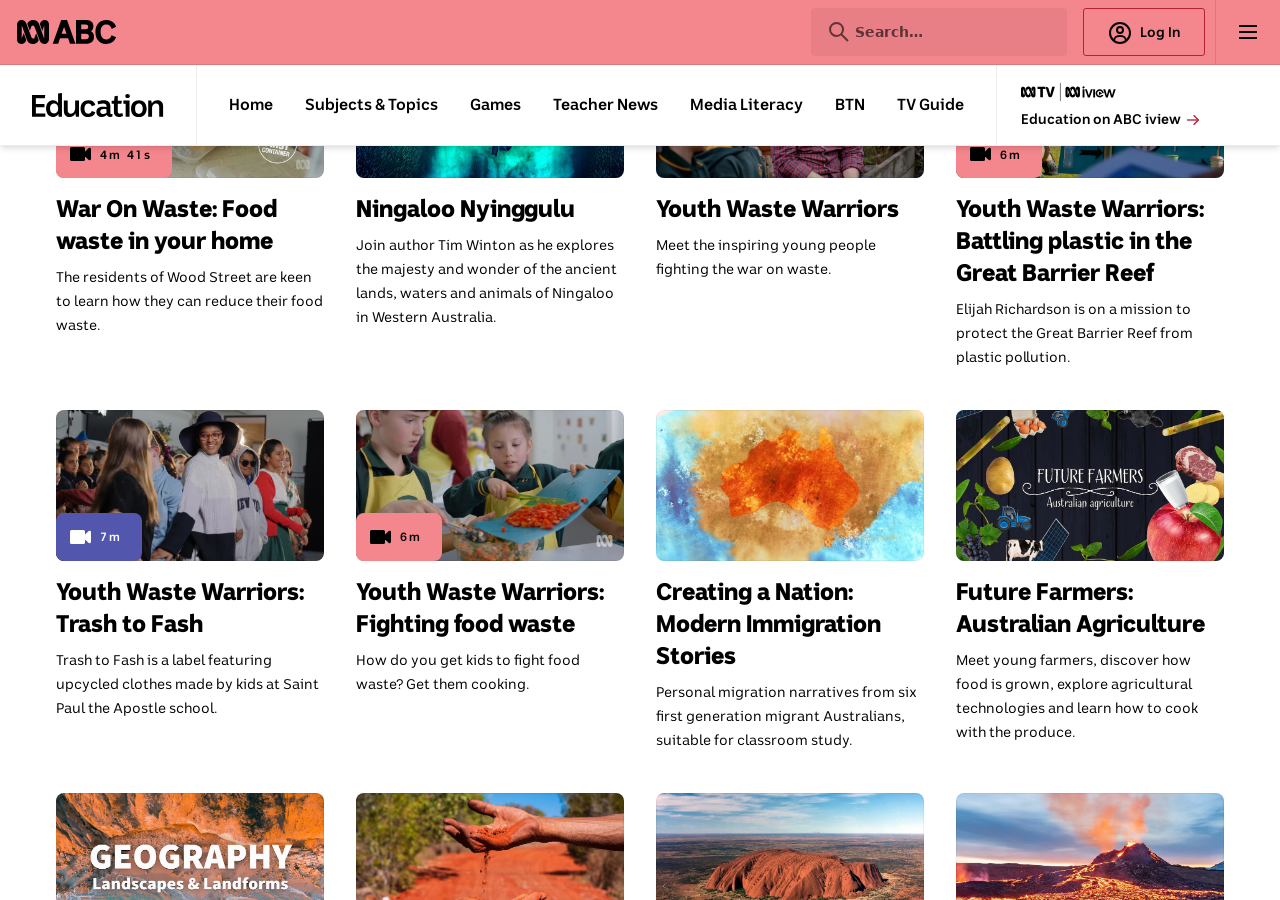 ABC
Search...
Log In
Education
Home
Subjects & Topics
Games
Teacher News
Media Literacy
BTN
TV Guide
TV
iview
Education on ABC iview
4m 41s
CONTAINER
6m
War On Waste: Food
waste in your home
The residents of Wood Street are keen
to learn how they can reduce their food
waste.
Ningaloo Nyinggulu
Join author Tim Winton as he explores
the majesty and wonder of the ancient
lands, waters and animals of Ningaloo
in Western Australia.
Youth Waste Warriors
Meet the inspiring young people
fighting the war on waste.
Youth Waste Warriors:
Battling plastic in the
Great Barrier Reef
Elijah Richardson is on a mission to
protect the Great Barrier Reef from
plastic pollution.
7m
6m
FUTURE FARMERS
Australian agriculture
Youth Waste Warriors:
Trash to Fash
Trash to Fash is a label featuring
upcycled clothes made by kids at Saint
Paul the Apostle school.
Youth Waste Warriors:
Fighting food waste
How do you get kids to fight food
waste? Get them cooking.
Creating a Nation:
Modern Immigration
Stories
Personal migration narratives from six
first generation migrant Australians,
suitable for classroom study.
Future Farmers:
Australian Agriculture
Meet young farmers, discover how
food is grown, explore agricultural
technologies and learn how to cook
with the produce.
GEOGRAPHY
Landscapes & Landforms